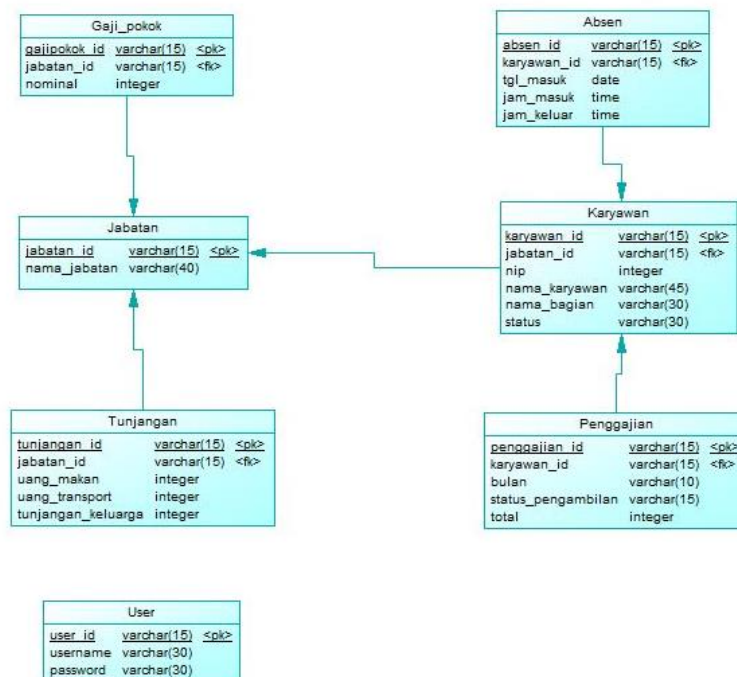 Gaji_pokok
gajipokok_id varchar(15) <pk>
jabatan_id varchar(15) <fk>
nominal integer
Absen
absen_id varchar(15) <pk>
karyawan_id varchar(15) <fk>
tgl_masuk date
jam_masuk time
jam_keluar time
Jabatan
jabatan_id varchar(15) <pk>
nama_jabatan varchar(40)
Karyawan
karyawan_id varchar(15) <pk>
jabatan_id varchar(15) <fk>
nip integer
nama_karyawan varchar(45)
nama_bagian varchar(30)
status varchar(30)
Tunjangan
tunjangan_id varchar(15) <pk>
jabatan_id varchar(15) <fk>
uang_makan integer
uang_transport integer
tunjangan_keluarga integer
Penggajian
penggajian_id varchar(15) <pk>
karyawan_id varchar(15) <fk>
bulan varchar(10)
status_pengambilan varchar(15)
total integer
User
user_id varchar(15) <pk>
username varchar(30)
password varchar(30)